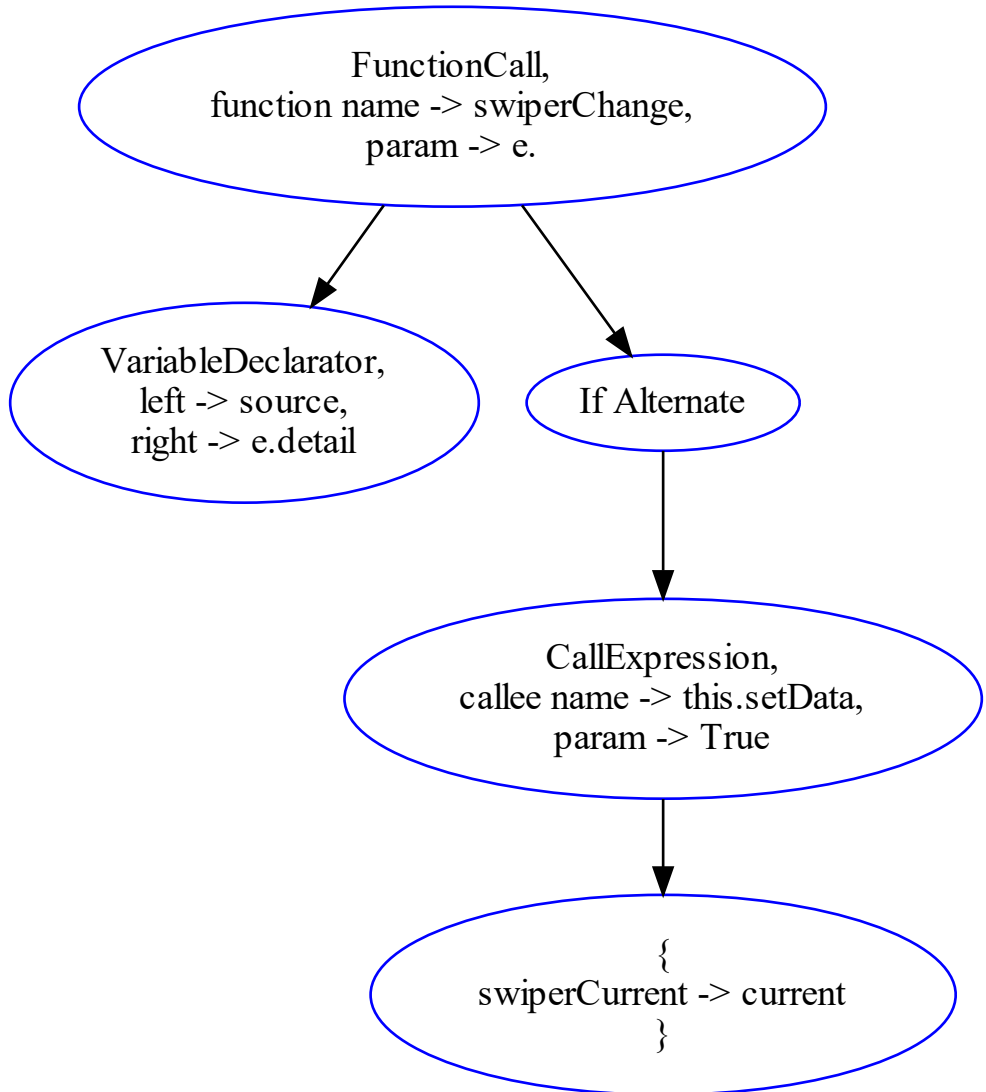 FunctionCall,
function name -> swiperChange,
param -> e.
VariableDeclarator,
left -> source,
right -> e.detail
If Alternate
CallExpression,
callee name -> this.setData,
param -> True
{
swiperCurrent -> current
}